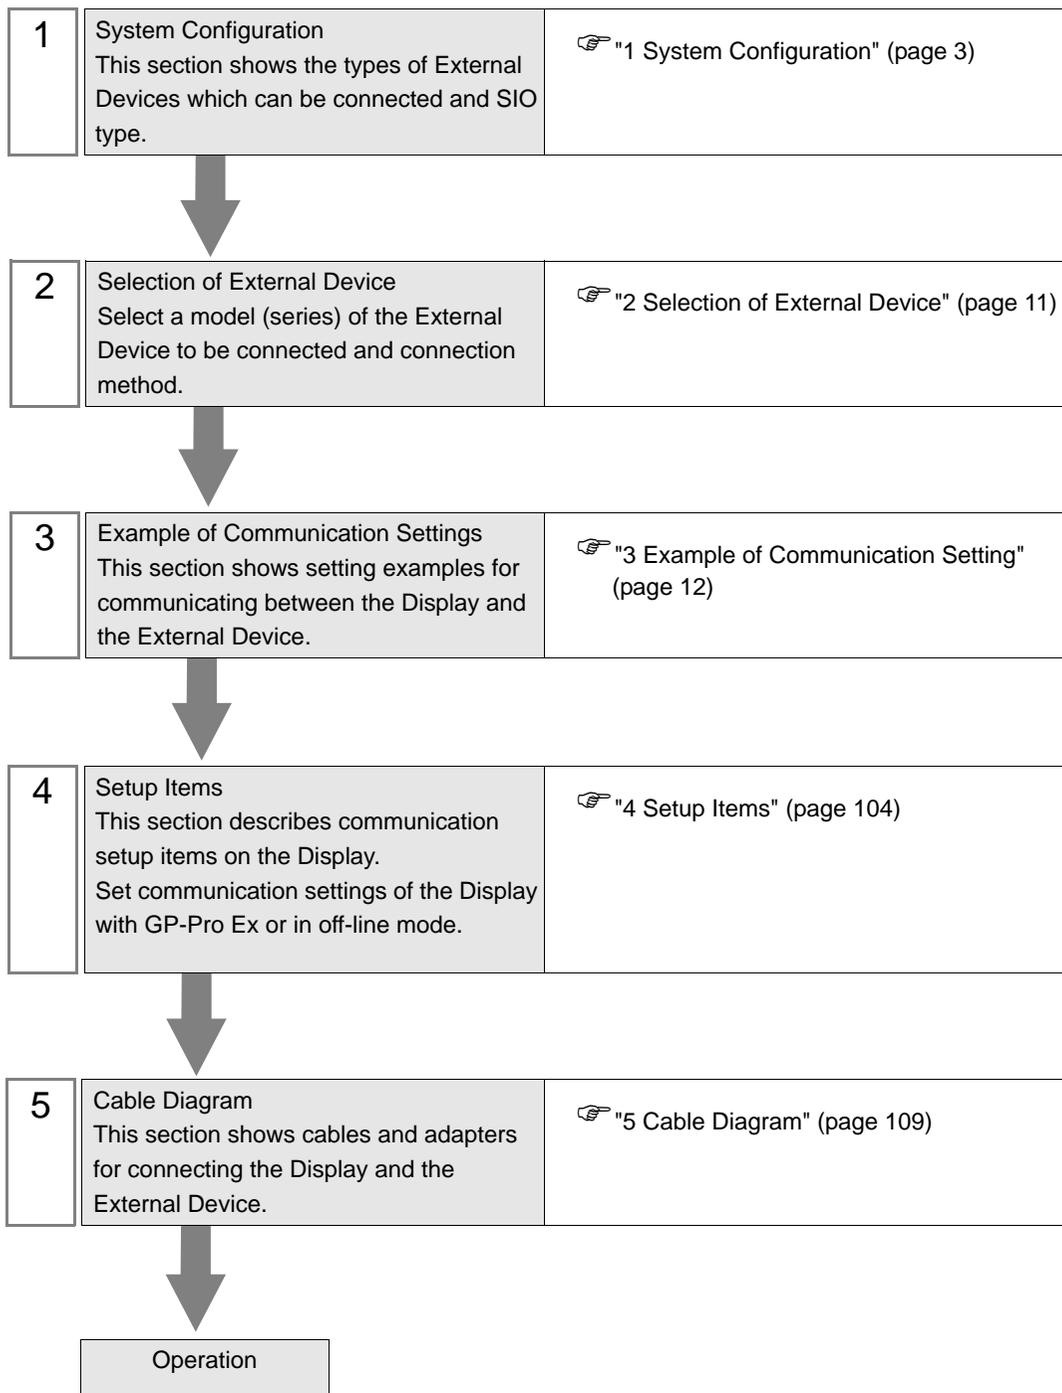 1
System Configuration
This section shows the types of External
Devices which can be connected and SIO
type.
"1 System Configuration" (page 3)
2
Selection of External Device
Select a model (series) of the External
Device to be connected and connection
method.
"2 Selection of External Device" (page 11)
3
Example of Communication Settings
This section shows setting examples for
communicating between the Display and
the External Device.
"3 Example of Communication Setting"
(page 12)
4
Setup Items
This section describes communication
setup items on the Display.
Set communication settings of the Display
with GP-Pro Ex or in off-line mode.
"4 Setup Items" (page 104)
5
Cable Diagram
This section shows cables and adapters
for connecting the Display and the
External Device.
"5 Cable Diagram" (page 109)
Operation